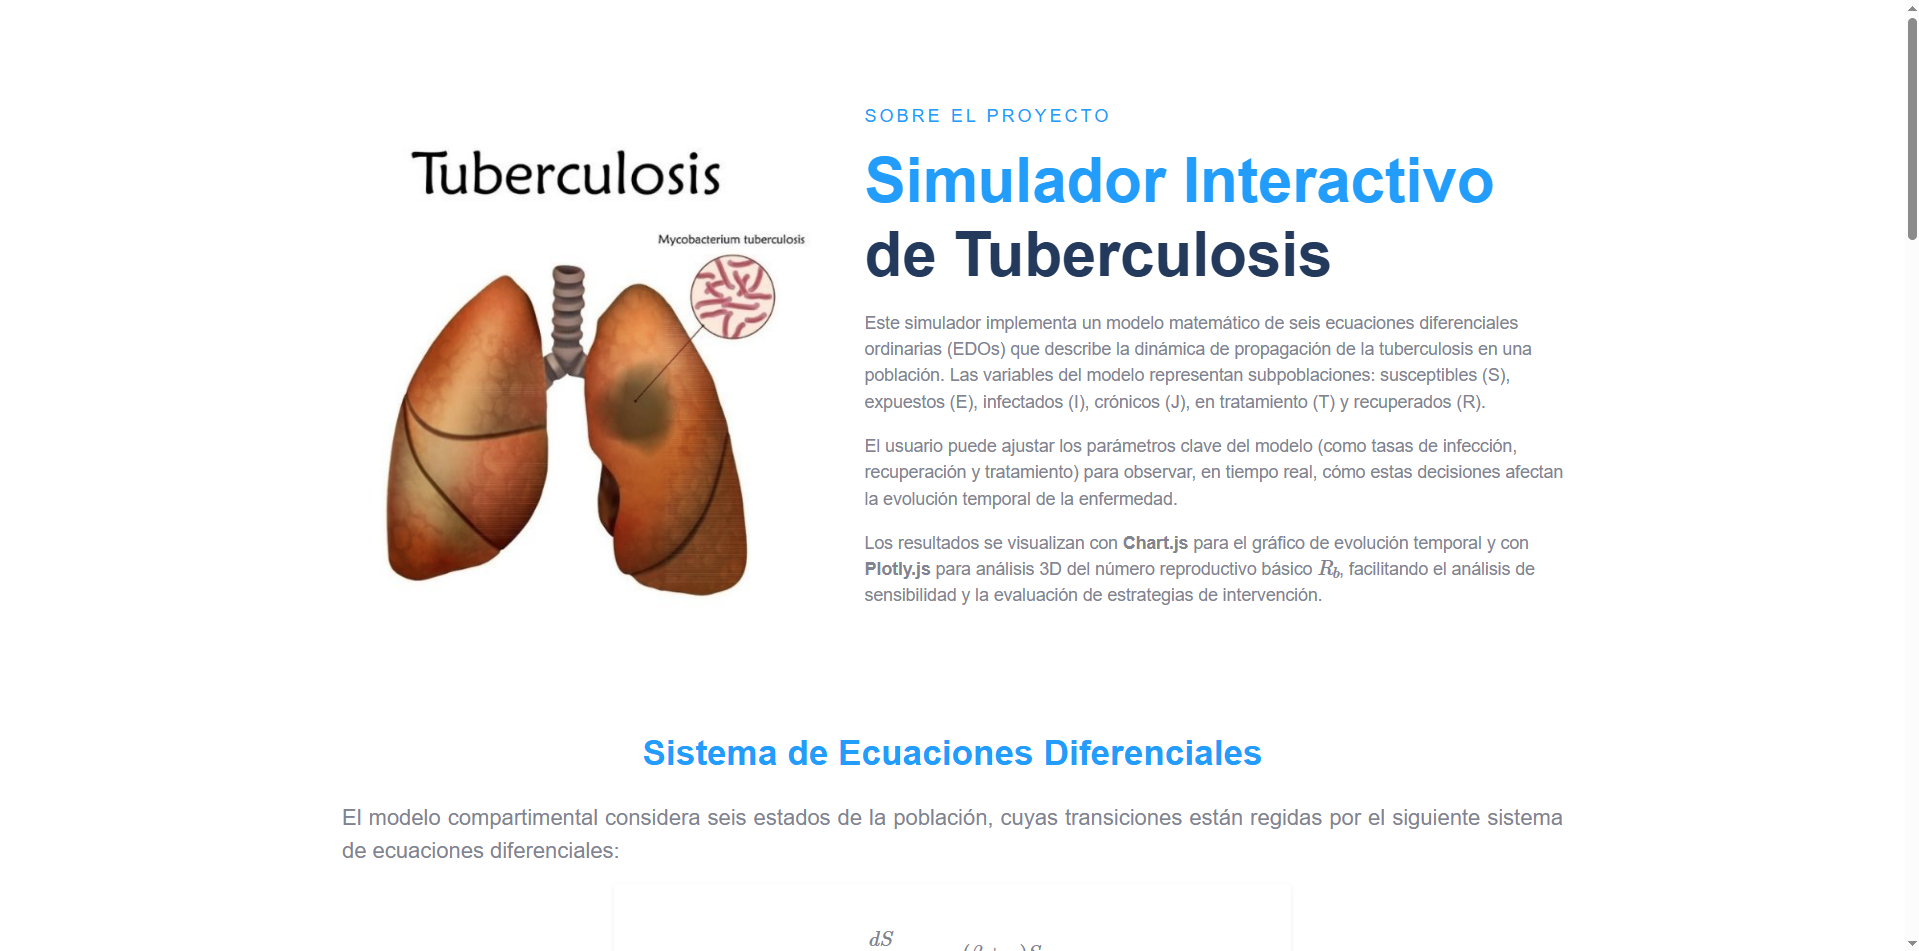 Tuberculosis
Mycobacterium tuberculosis
SOBRE EL PROYECTO
Simulador Interactivo
de Tuberculosis
Este simulador implementa un modelo matemático de seis ecuaciones diferenciales
ordinarias (EDOs) que describe la dinámica de propagación de la tuberculosis en una
población. Las variables del modelo representan subpoblaciones: susceptibles (S),
expuestos (E), infectados (I), crónicos (J), en tratamiento (T) y recuperados (R).
El usuario puede ajustar los parámetros clave del modelo (como tasas de infección,
recuperación y tratamiento) para observar, en tiempo real, cómo estas decisiones afectan
la evolución temporal de la enfermedad.
Los resultados se visualizan con Chart.js para el gráfico de evolución temporal y con
Plotly.js para análisis 3D del número reproductivo básico R_b, facilitando el análisis de
sensibilidad y la evaluación de estrategias de intervención.
Sistema de Ecuaciones Diferenciales
El modelo compartimental considera seis estados de la población, cuyas transiciones están regidas por el siguiente sistema
de ecuaciones diferenciales:
dS